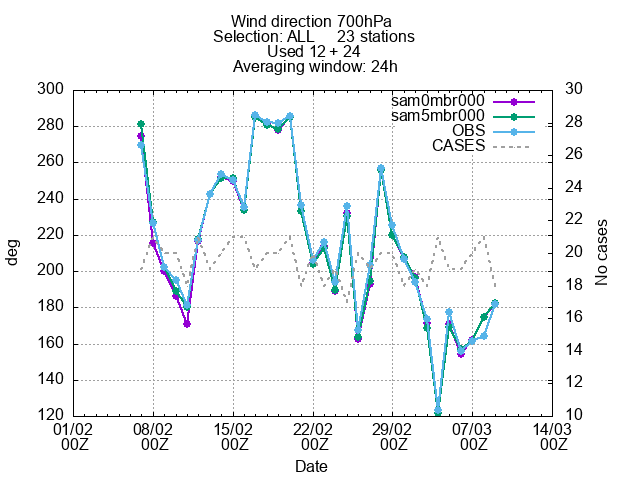 Wind direction 700hPa
Selection: ALL 23 stations
Used 12 + 24
Averaging window: 24h
300 30
280 28
260 26
240 24
220 22
200 20
180 18
160 16
140 14
120 12
10
sam0mbr000
sam5mbr000
OBS
CASES
deg
No cases
01/02 08/02 15/02 22/02 29/02 07/03 14/03
00Z 00Z 00Z 00Z 00Z 00Z 00Z
Date